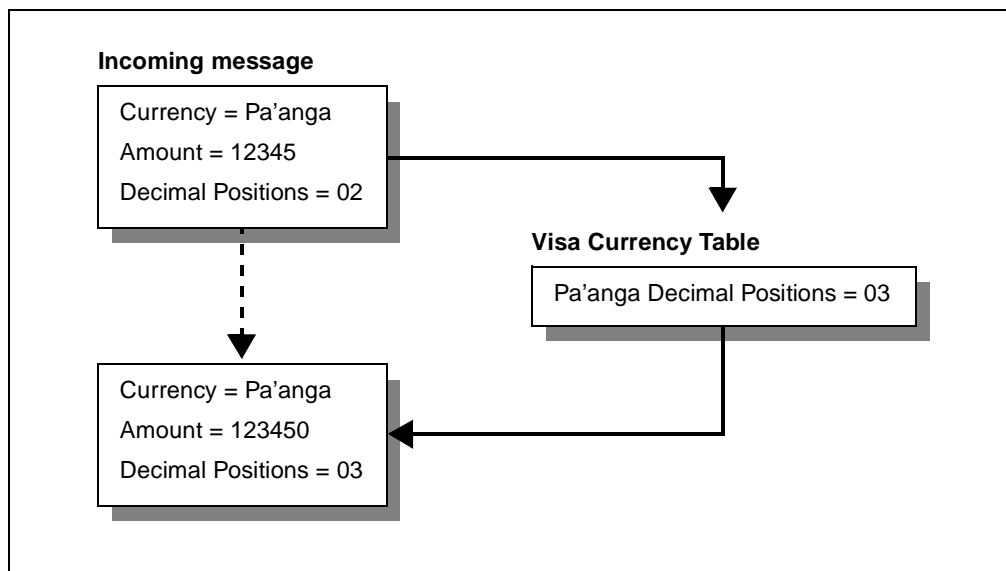 Incoming message
Currency = Pa’anga
Amount = 12345
Decimal Positions = 02
Visa Currency Table
Pa’anga Decimal Positions = 03
Currency = Pa’anga
Amount = 123450
Decimal Positions = 03